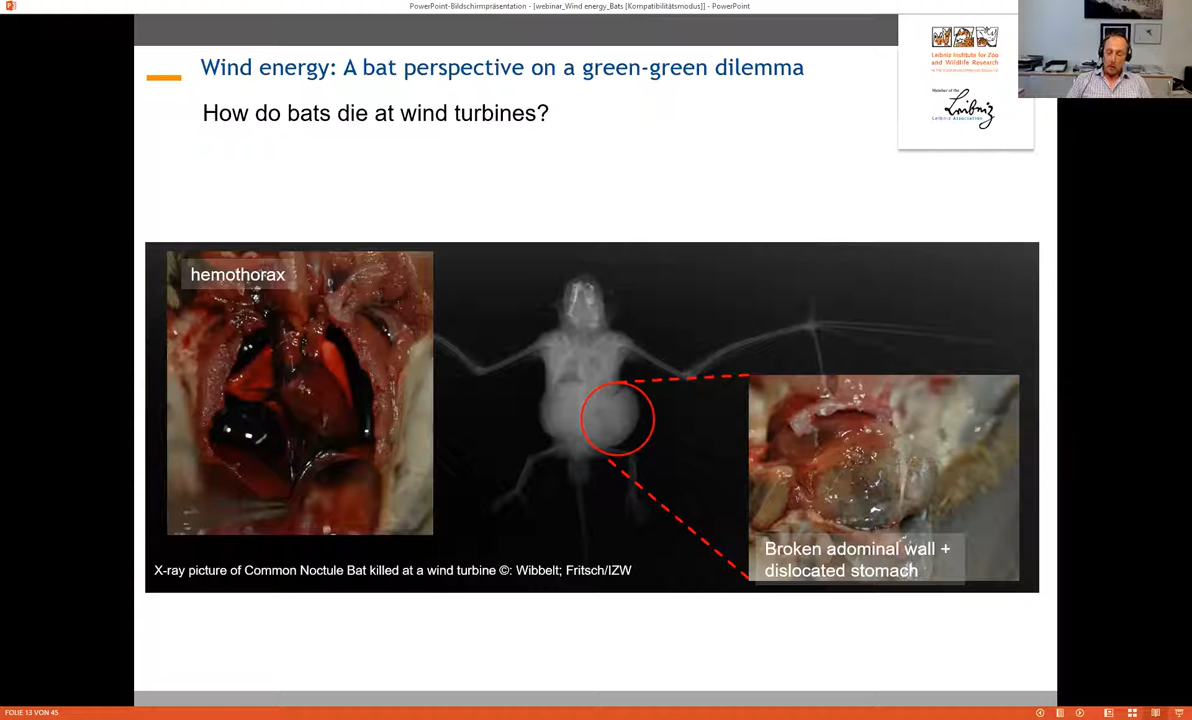 PowerPoint-Bildschirmpräsentation - [webinar_Wind energy_Bats [Kompatibilitätsmodus]] - PowerPoint
Wind energy: A bat perspective on a green-green dilemma
How do bats die at wind turbines?
Leibniz Institute for Zoo
and Wildlife Research
Member of the
Leibniz
Leibniz Association
hemothorax
Broken adominal wall +
dislocated stomach
X-ray picture of Common Noctule Bat killed at a wind turbine ©: Wibbelt; Fritsch/IZW
FOLIE 13 VON 45